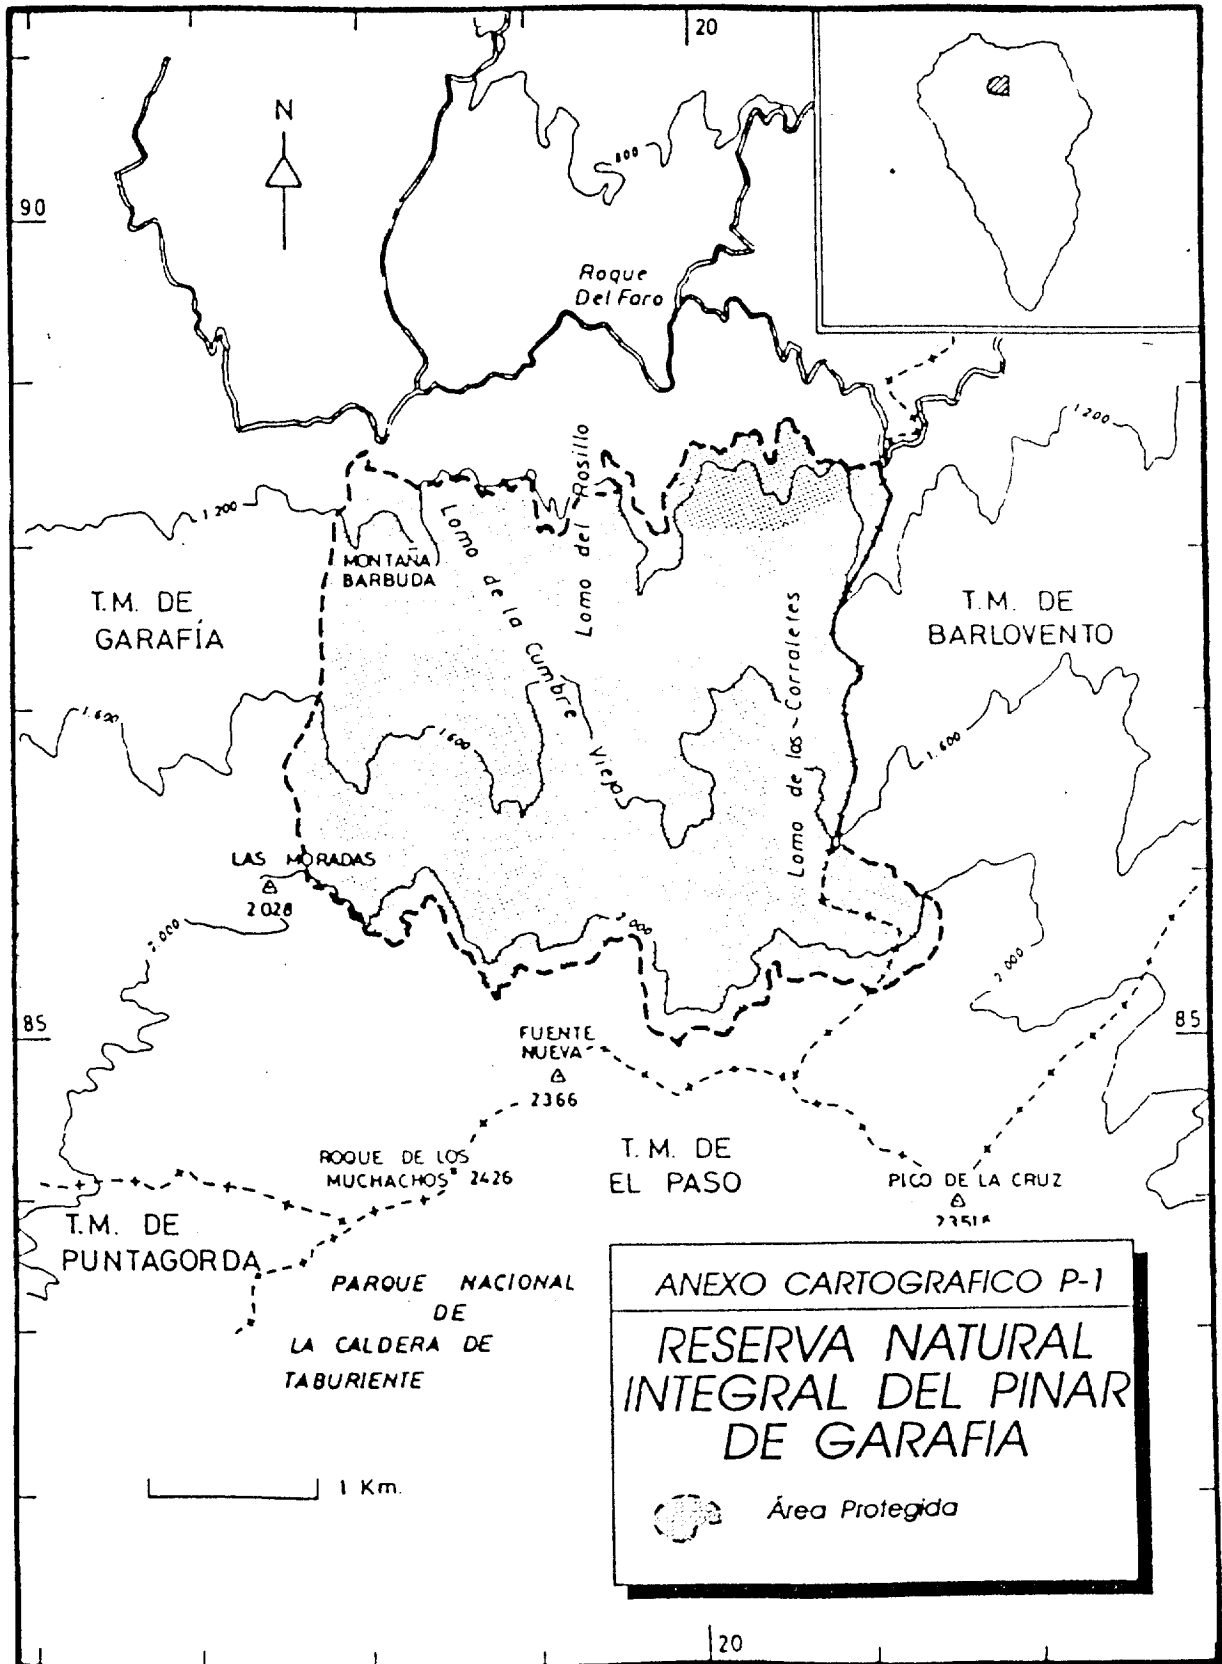 20
N
800
90
Roque
Del Faro
1.200
1.200
Lomo del Rosillo
Lomo de la Cumbre Vieja
MONTAÑA
BARBUDA
T.M. DE
GARAFÍA
T.M. DE
BARLOVENTO
Lomo de los Corraletes
1.600
1.600
1.600
LAS MORADAS
2028
2.000
2.000
2.000
85
85
FUENTE
NUEVA
2366
T.M. DE
EL PASO
ROQUE DE LOS
MUCHACHOS 2426
PICO DE LA CRUZ
2351
T.M. DE
PUNTAGORDA
PARQUE NACIONAL
DE
LA CALDERA DE
TABURIENTE
ANEXO CARTOGRAFICO P-1
RESERVA NATURAL
INTEGRAL DEL PINAR
DE GARAFIA
Área Protegida
1 Km.
20